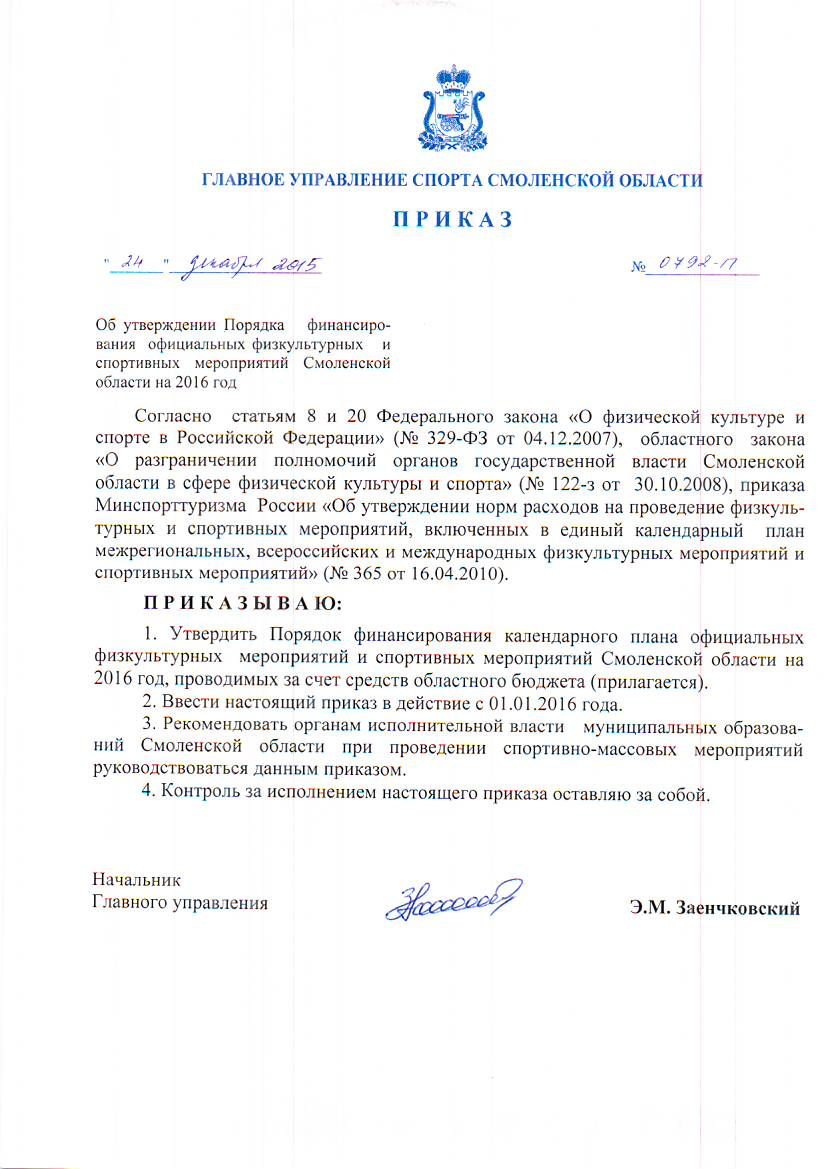 ГЛАВНОЕ УПРАВЛЕНИЕ СПОРТА СМОЛЕНСКОЙ ОБЛАСТИ
П Р И К А З
" 24 " декабря 2015 № 0792-П
Об утверждении Порядка финансиро-
вания официальных физкультурных и
спортивных мероприятий Смоленской
области на 2016 год
Согласно статьям 8 и 20 Федерального закона «О физической культуре и
спорте в Российской Федерации» (№ 329-ФЗ от 04.12.2007), областного закона
«О разграничении полномочий органов государственной власти Смоленской
области в сфере физической культуры и спорта» (№ 122-з от 30.10.2008), приказа
Минспорттуризма России «Об утверждении норм расходов на проведение физкуль-
турных и спортивных мероприятий, включенных в единый календарный план
межрегиональных, всероссийских и международных физкультурных мероприятий и
спортивных мероприятий» (№ 365 от 16.04.2010).
П Р И К А З Ы В А Ю:
1. Утвердить Порядок финансирования календарного плана официальных
физкультурных мероприятий и спортивных мероприятий Смоленской области на
2016 год, проводимых за счет средств областного бюджета (прилагается).
2. Ввести настоящий приказ в действие с 01.01.2016 года.
3. Рекомендовать органам исполнительной власти муниципальных образова-
ний Смоленской области при проведении спортивно-массовых мероприятий
руководствоваться данным приказом.
4. Контроль за исполнением настоящего приказа оставляю за собой.
Начальник
Главного управления
Э.М. Заенчковский